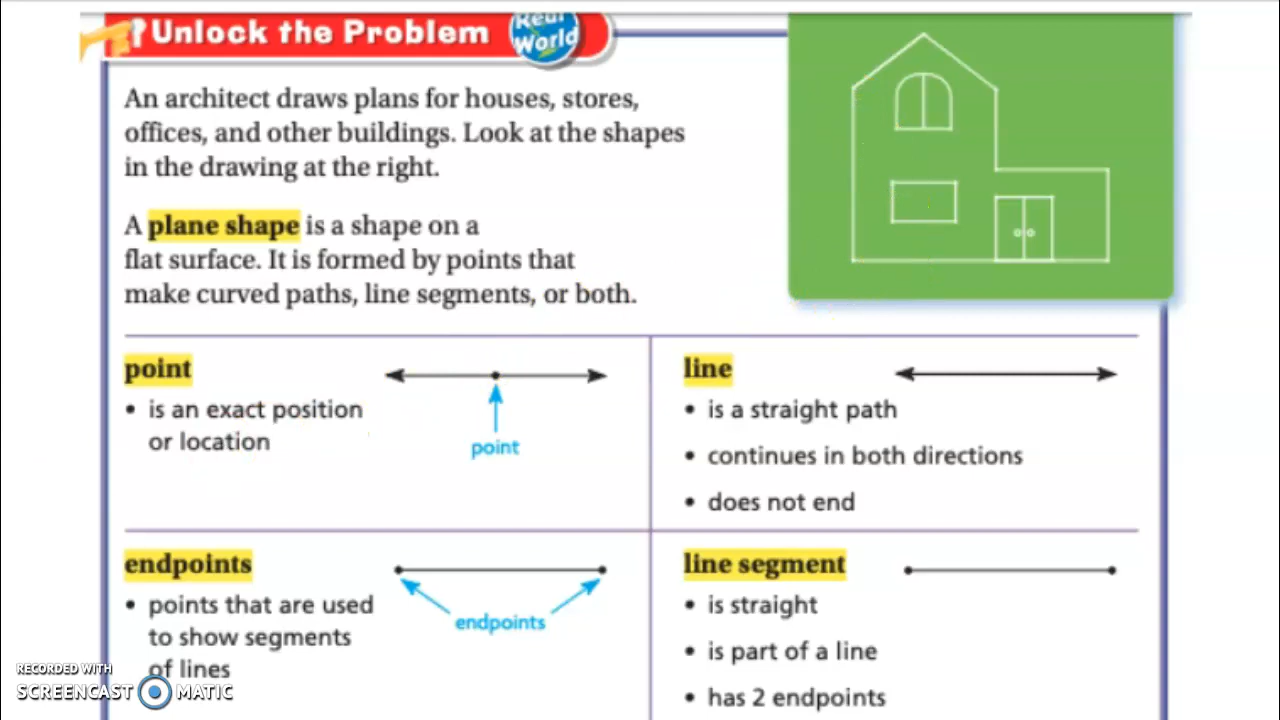 Unlock the Problem
Real
World
An architect draws plans for houses, stores,
offices, and other buildings. Look at the shapes
in the drawing at the right.
A plane shape is a shape on a
flat surface. It is formed by points that
make curved paths, line segments, or both.
point
• is an exact position
or location
point
line
• is a straight path
• continues in both directions
• does not end
endpoints
• points that are used
to show segments
of lines
endpoints
line segment
• is straight
• is part of a line
• has 2 endpoints
RECORDED WITH
SCREENCAST MATIC